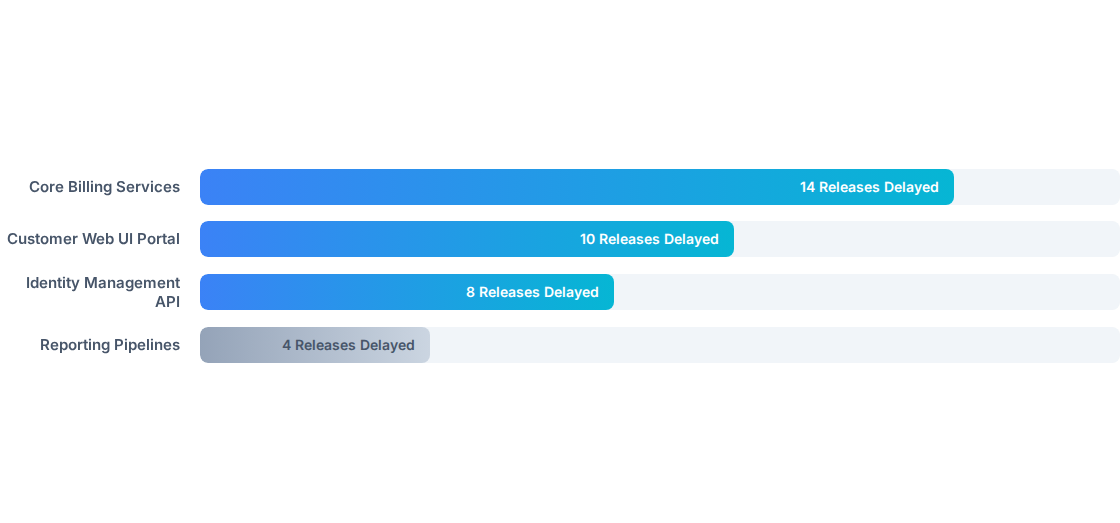 Core Billing Services
14 Releases Delayed
Customer Web UI Portal
10 Releases Delayed
Identity Management
API
8 Releases Delayed
Reporting Pipelines
4 Releases Delayed